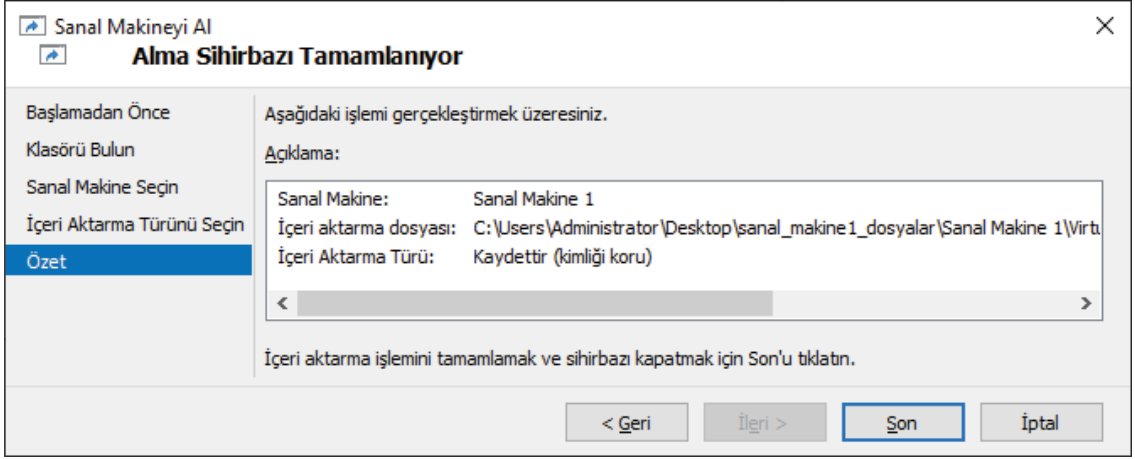 Sanal Makineyi Al
Alma Sihirbazı Tamamlanıyor
Başlamadan Önce
Klasörü Bulun
Sanal Makine Seçin
İçeri Aktarma Türünü Seçin
Özet
Aşağıdaki işlemi gerçekleştirmek üzeresiniz.
Açıklama:
Sanal Makine: Sanal Makine 1
İçeri aktarma dosyası: C:\Users\Administrator\Desktop\sanal_makine1_dosyalar\Sanal Makine 1\Virtu
İçeri Aktarma Türü: Kaydettir (kimliği koru)
İçeri aktarma işlemini tamamlamak ve sihirbazı kapatmak için Son'u tıklatın.
< Geri İleri > Son İptal